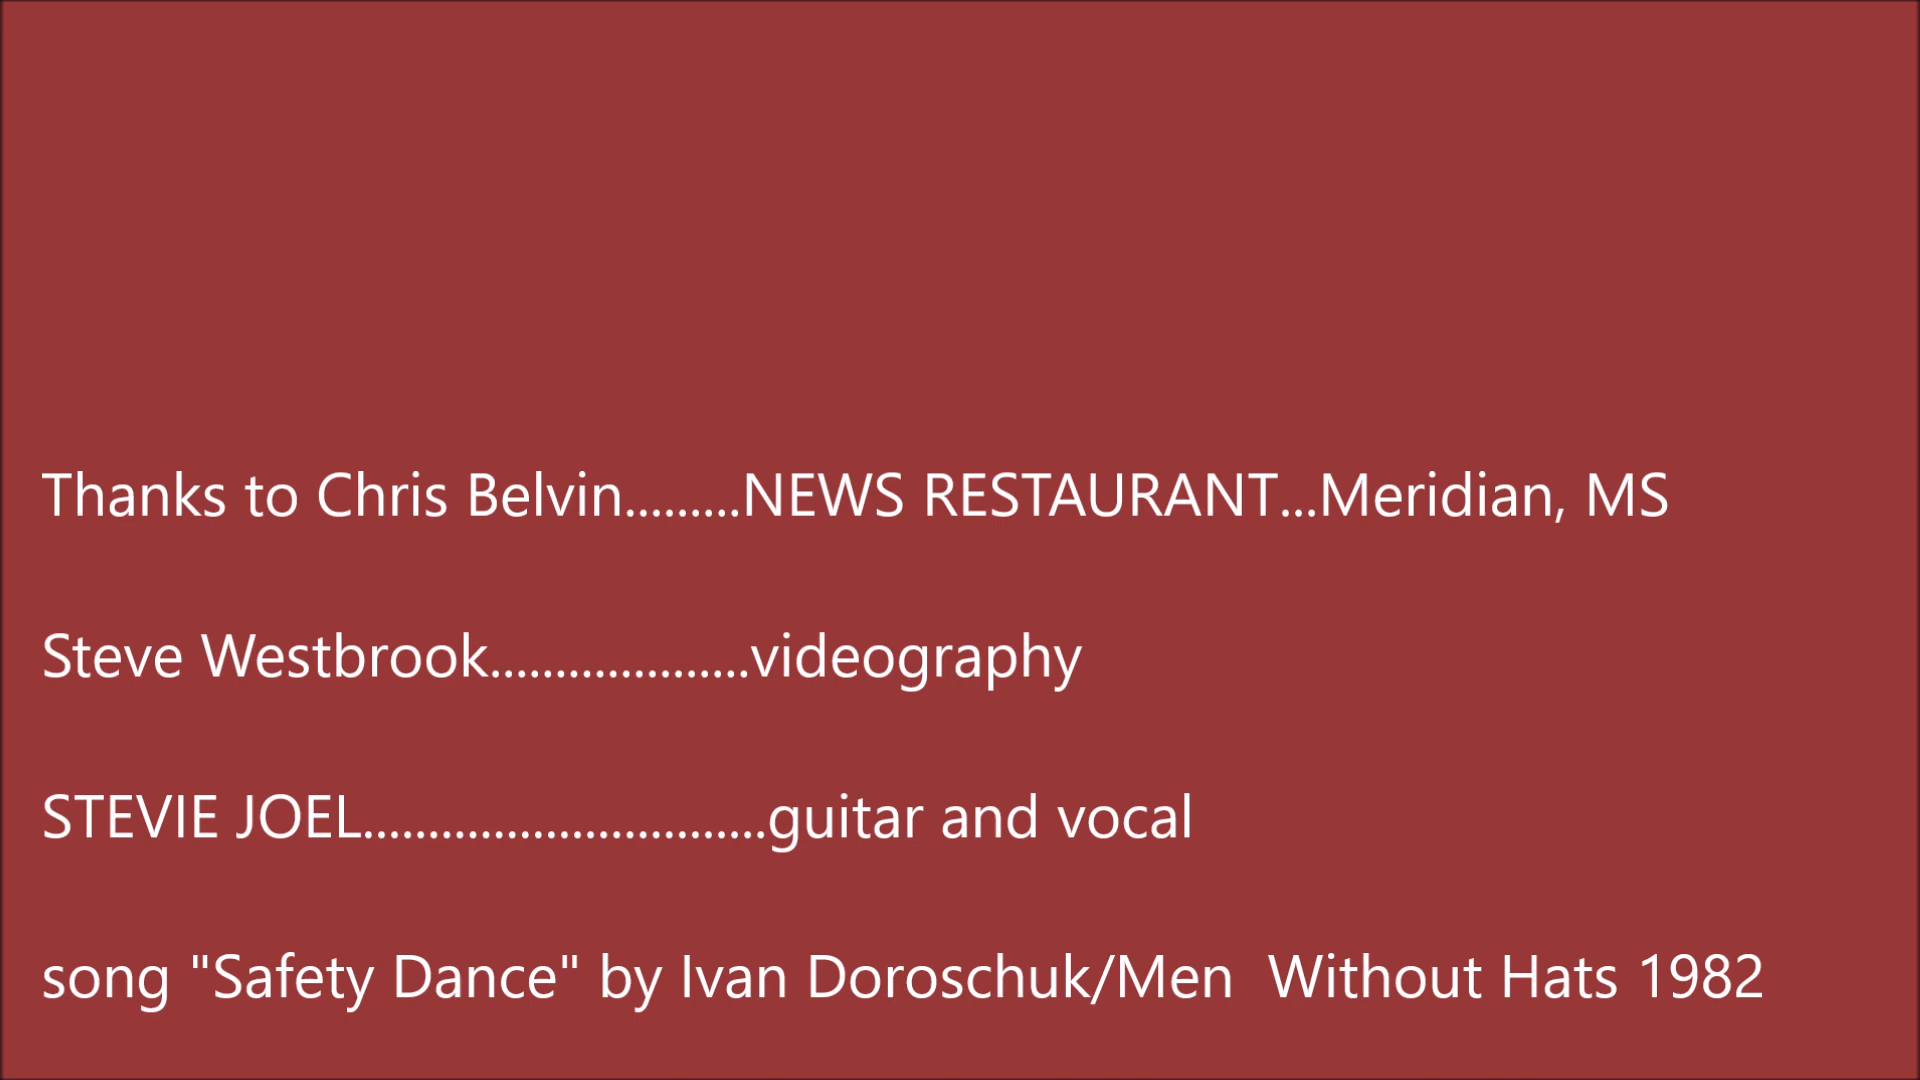 Thanks to Chris Belvin.........NEWS RESTAURANT...Meridian, MS
Steve Westbrook....................videography
STEVIE JOEL...............................guitar and vocal
song "Safety Dance" by Ivan Doroschuk/Men  Without Hats 1982